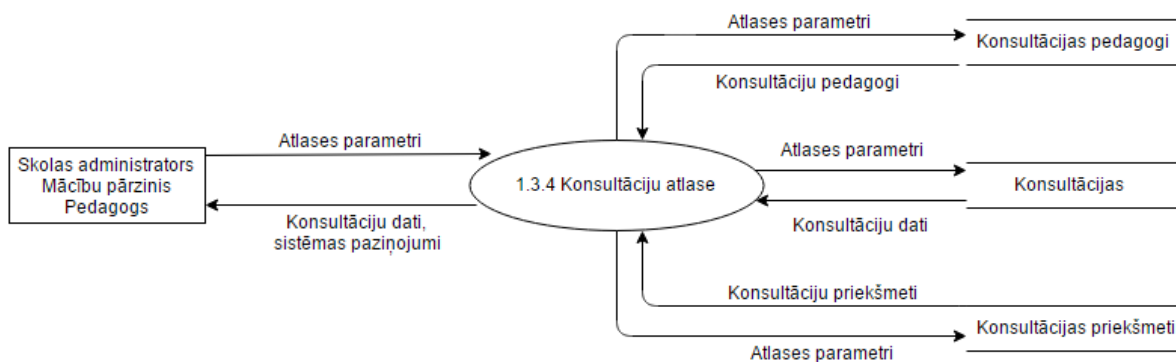 Atlases parametri
Konsultācijas pedagogi
Konsultāciju pedagogi
Atlases parametri
Skolas administrators
Mācību pārzinis
Pedagogs
1.3.4 Konsultāciju atlase
Atlases parametri
Konsultācijas
Konsultāciju dati,
sistēmas paziņojumi
Konsultāciju dati
Konsultāciju priekšmeti
Konsultācijas priekšmeti
Atlases parametri